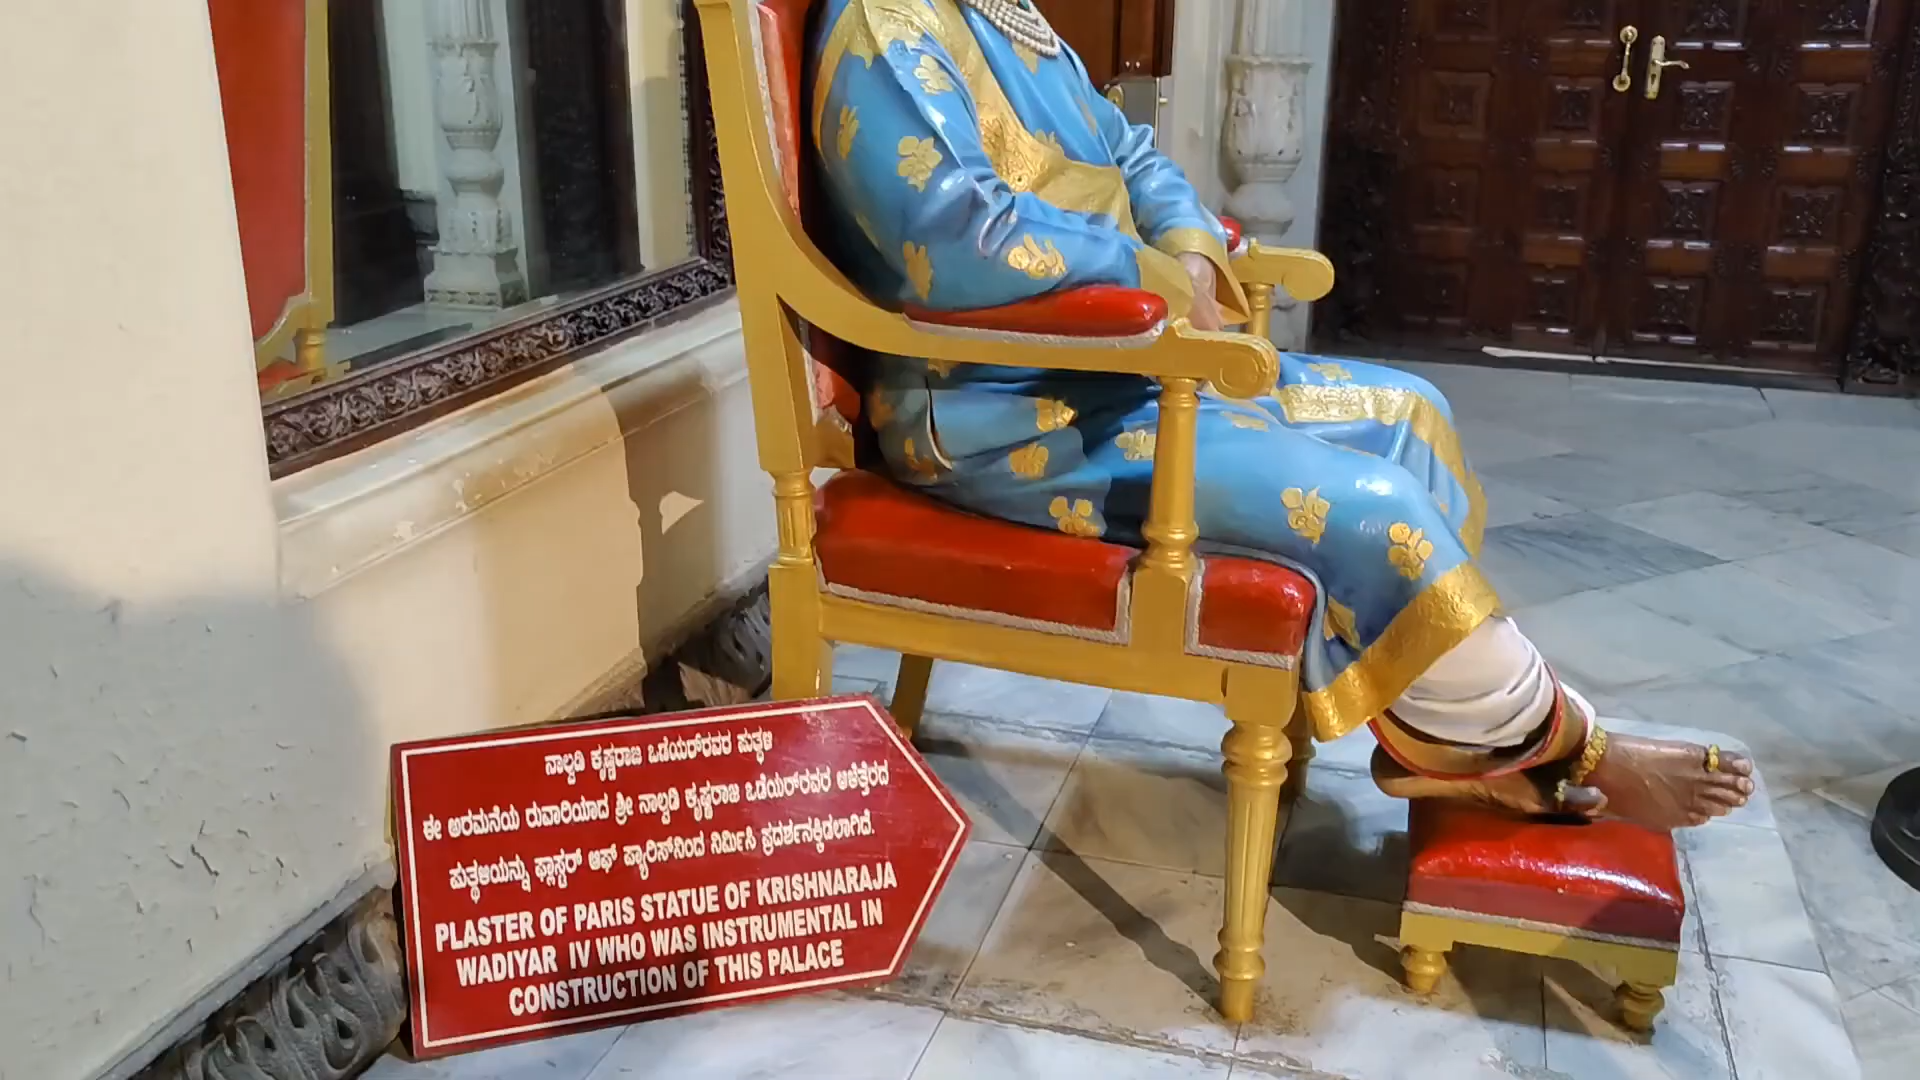 ನಾಲ್ವಡಿ ಕೃಷ್ಣರಾಜ ಒಡೆಯರ್‌ರವರ ಪುತ್ಥಳಿ
ಈ ಅರಮನೆಯ ರುವಾರಿಯಾದ ಶ್ರೀ ನಾಲ್ವಡಿ ಕೃಷ್ಣರಾಜ ಒಡೆಯರ್‌ರವರ ಆಳೆತ್ತೆರದ
ಪುತ್ಥಳಿಯನ್ನು ಪ್ಲಾಸ್ಟರ್ ಆಫ್ ಪ್ಯಾರಿಸ್‌ನಿಂದ ನಿರ್ಮಿಸಿ ಪ್ರದರ್ಶನಕ್ಕಿಡಲಾಗಿದೆ.
PLASTER OF PARIS STATUE OF KRISHNARAJA
WADIYAR IV WHO WAS INSTRUMENTAL IN
CONSTRUCTION OF THIS PALACE